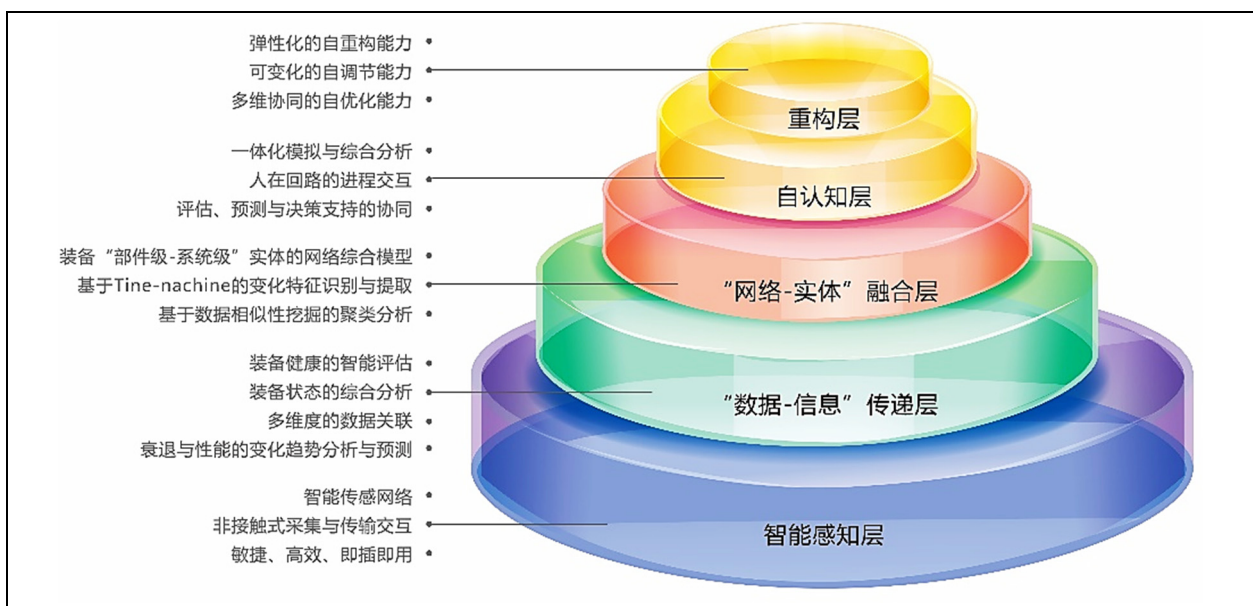 弹性化的自重构能力
可变化的自调节能力
多维协同的自优化能力
重构层
一体化模拟与综合分析
人在回路的进程交互
评估、预测与决策支持的协同
自认知层
装备“部件级-系统级”实体的网络综合模型
基于Tine-nachine的变化特征识别与提取
基于数据相似性挖掘的聚类分析
“网络-实体”融合层
装备健康的智能评估
装备状态的综合分析
多维度的数据关联
衰退与性能的变化趋势分析与预测
“数据-信息”传递层
智能传感网络
非接触式采集与传输交互
敏捷、高效、即插即用
智能感知层